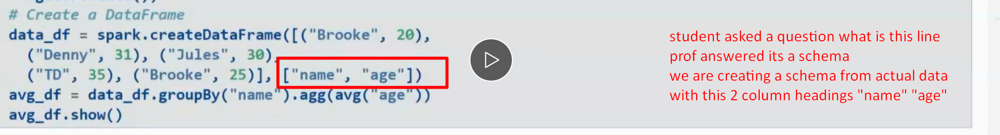 # Create a DataFrame
data_df = spark.createDataFrame([("Brooke", 20),
("Denny", 31), ("Jules", 30),
("TD", 35), ("Brooke", 25)], ["name", "age"])
avg_df = data_df.groupBy("name").agg(avg("age"))
avg_df.show()
student asked a question what is this line
prof answered its a schema
we are creating a schema from actual data
with this 2 column headings "name" "age"